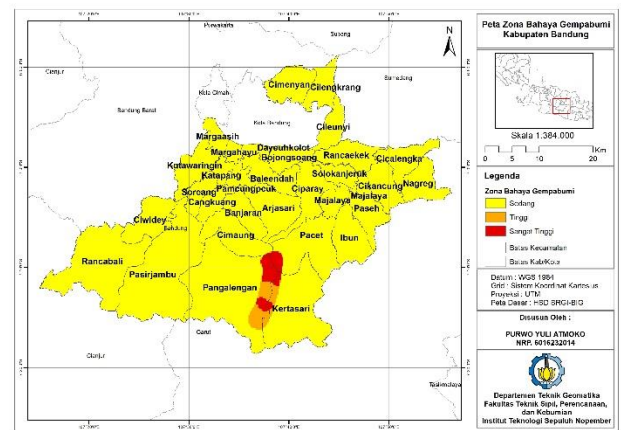 Peta Zona Bahaya Gempabumi
Kabupaten Bandung
N
Skala 1:384.000
0 5 10 20
Km
Legenda
Zona Bahaya Gempabumi
Sedang
Tinggi
Sangat Tinggi
Batas Kecamatan
Batas Kab/Kota
Datum : WGS 1984
Grid : Sistem Koordinat Kartesius
Proyeksi : UTM
Peta Dasar : HSD SRGI-BIG
Disusun Oleh :
PURWO YULI ATMOKO
NRP. 6016232014
Departemen Teknik Geomatika
Fakultas Teknik Sipil, Perencanaan,
dan Kebumian
Institut Teknologi Sepuluh Nopember
Purwakarta
Subang
Cianjur
Sumedang
Bandung Barat
Kota Cimahi
Kota Bandung
Cimenyan
Cilengkrang
Cileunyi
Margaasih
Margahayu
Dayeuhkolot
Bojongsoang
Rancaekek
Cicalengka
Kutawaringin
Katapang
Baleendah
Solokanjeruk
Cikancung
Nagreg
Soreang
Pameungpeuk
Ciparay
Majalaya
Majalaya
Cangkuang
Paseh
Banjaran
Arjasari
Ciwidey
Bandung
Cimaung
Pacet
Ibun
Rancabali
Pasirjambu
Pangalengan
Kertasari
Garut
Cianjur
Tasikmalaya